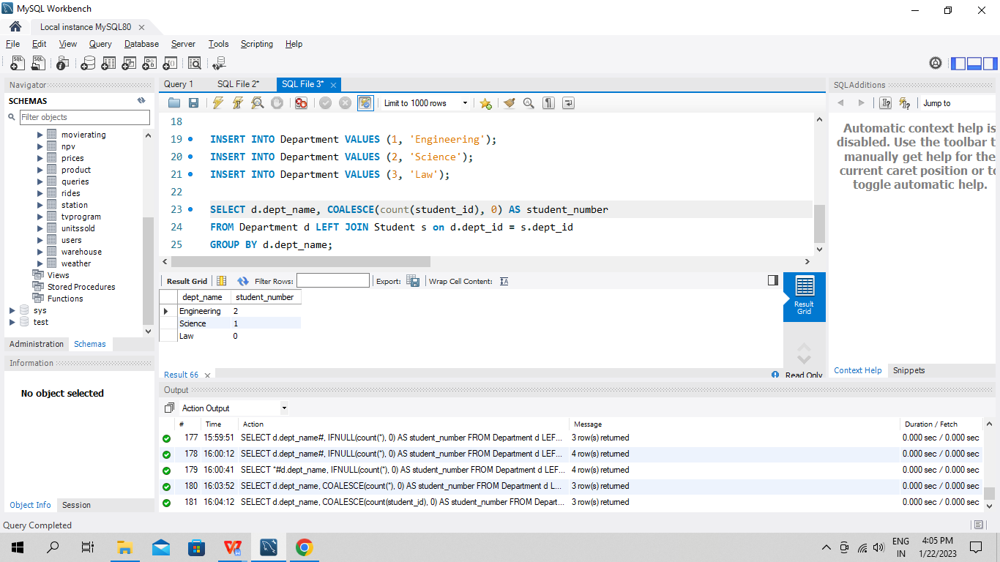 MySQL Workbench
Local instance MySQL80
File Edit View Query Database Server Tools Scripting Help
Navigator
SCHEMAS
Filter objects
movierating
npv
prices
product
queries
rides
station
tvprogram
unitssold
users
warehouse
weather
Views
Stored Procedures
Functions
sys
test
Administration Schemas
Information
No object selected
Object Info Session
Query 1 SQL File 2* SQL File 3*
Limit to 1000 rows
18
19 INSERT INTO Department VALUES (1, 'Engineering');
20 INSERT INTO Department VALUES (2, 'Science');
21 INSERT INTO Department VALUES (3, 'Law');
22
23 SELECT d.dept_name, COALESCE(count(student_id), 0) AS student_number
24 FROM Department d LEFT JOIN Student s on d.dept_id = s.dept_id
25 GROUP BY d.dept_name;
Result Grid Filter Rows: Export: Wrap Cell Content:
dept_name student_number
Engineering 2
Science 1
Law 0
Result
Grid
Result 66 Read Only
SQLAdditions
Jump to
Automatic context help is
disabled. Use the toolbar t
manually get help for the
current caret position or to
toggle automatic help.
Context Help Snippets
Output
Action Output
# Time Action Message Duration / Fetch
177 15:59:51 SELECT d.dept_name#, IFNULL(count(*), 0) AS student_number FROM Department d LEF... 3 row(s) returned 0.000 sec / 0.000 sec
178 16:00:12 SELECT d.dept_name#, IFNULL(count(*), 0) AS student_number FROM Department d LEF... 4 row(s) returned 0.000 sec / 0.000 sec
179 16:00:41 SELECT *#d.dept_name, IFNULL(count(*), 0) AS student_number FROM Department d LEF... 4 row(s) returned 0.000 sec / 0.000 sec
180 16:03:52 SELECT d.dept_name, COALESCE(count(*), 0) AS student_number FROM Department d L... 3 row(s) returned 0.000 sec / 0.000 sec
181 16:04:12 SELECT d.dept_name, COALESCE(count(student_id), 0) AS student_number FROM Depart... 3 row(s) returned 0.000 sec / 0.000 sec
Query Completed
ENG
IN
4:05 PM
1/22/2023